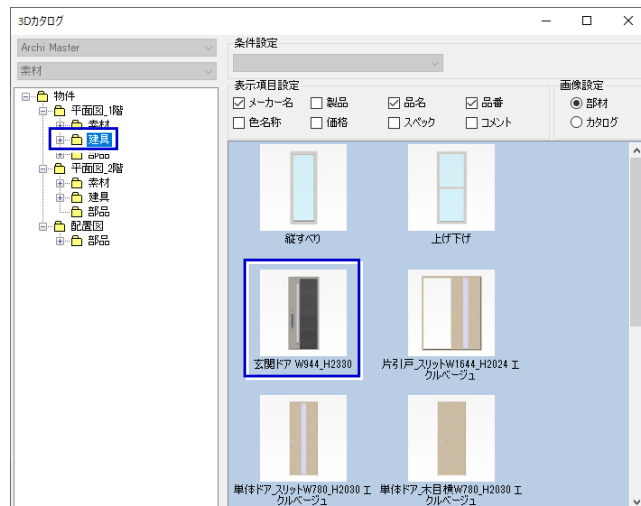 3Dカタログ
Archi Master
素材
物件
平面図_1階
素材
建具
部品
平面図_2階
素材
建具
部品
配置図
部品
条件設定
表示項目設定
メーカー名 製品 品名 品番
色名称 価格 スペック コメント
画像設定
部材
カタログ
縦すべり
上げ下げ
玄関ドア W944_H2330
片引戸_スリットW1644_H2024 エ
クルベージュ
単体ドア_スリットW780_H2030 エ
クルベージュ
単体ドア_木目横W780_H2030 エ
クルベージュ